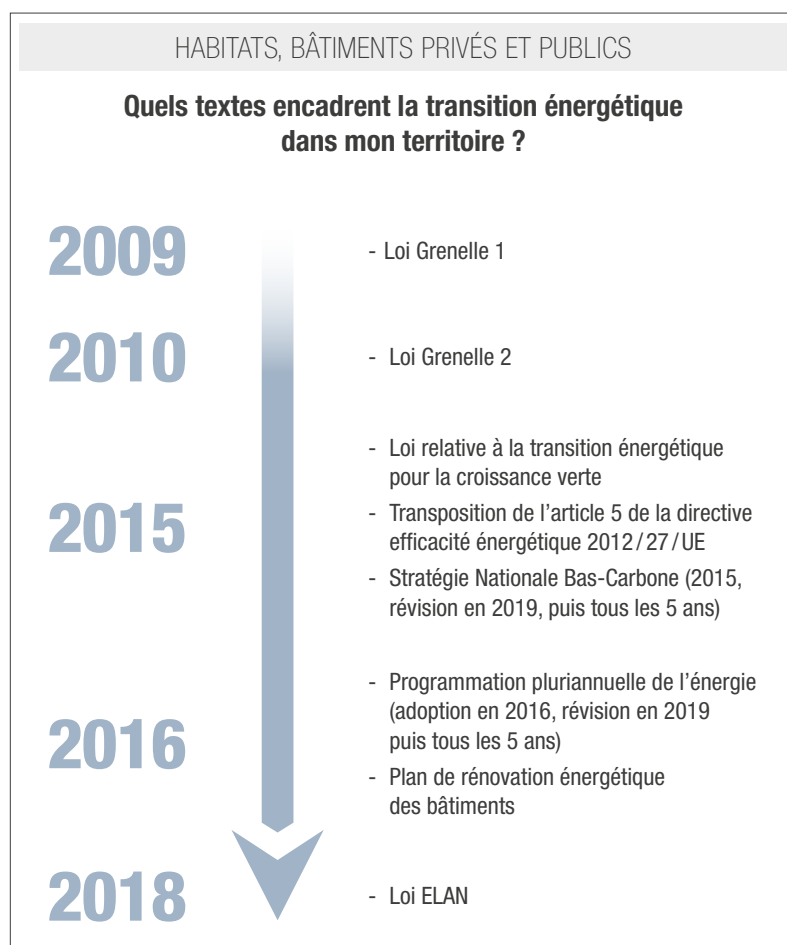 HABITATS, BÂTIMENTS PRIVÉS ET PUBLICS
Quels textes encadrent la transition énergétique
dans mon territoire ?
2009
- Loi Grenelle 1
2010
- Loi Grenelle 2
2015
- Loi relative à la transition énergétique
pour la croissance verte
- Transposition de l’article 5 de la directive
efficacité énergétique 2012/27/UE
- Stratégie Nationale Bas-Carbone (2015,
révision en 2019, puis tous les 5 ans)
2016
- Programmation pluriannuelle de l’énergie
(adoption en 2016, révision en 2019
puis tous les 5 ans)
- Plan de rénovation énergétique
des bâtiments
2018
- Loi ELAN